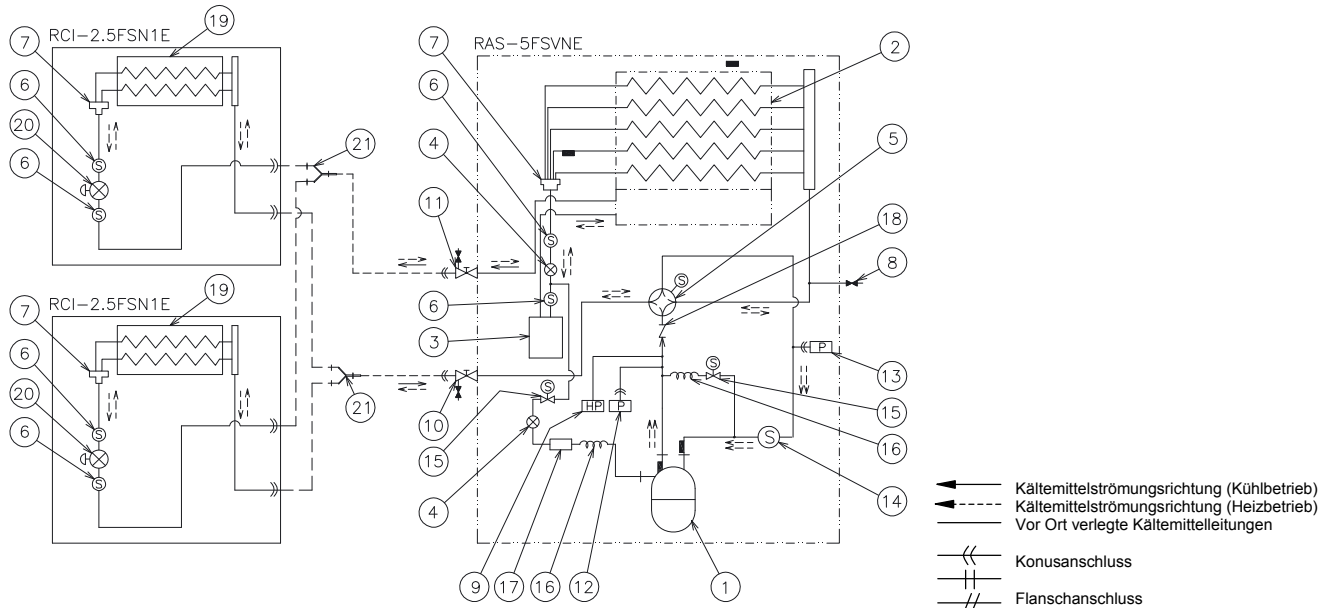 19
RCI-2.5FSN1E
7
6
20
6
21
RAS-5FSVNE
7
6
4
2
5
11
18
8
6
3
13
15
16
14
RCI-2.5FSN1E
19
7
6
20
6
21
10
15
4
9
17
16
12
1
S
S
S
S
S
S
S
S
S
S
HP
P
P
Kältemittelströmungsrichtung (Kühlbetrieb)
Kältemittelströmungsrichtung (Heizbetrieb)
Vor Ort verlegte Kältemittelleitungen
Konusanschluss
Flanschanschluss